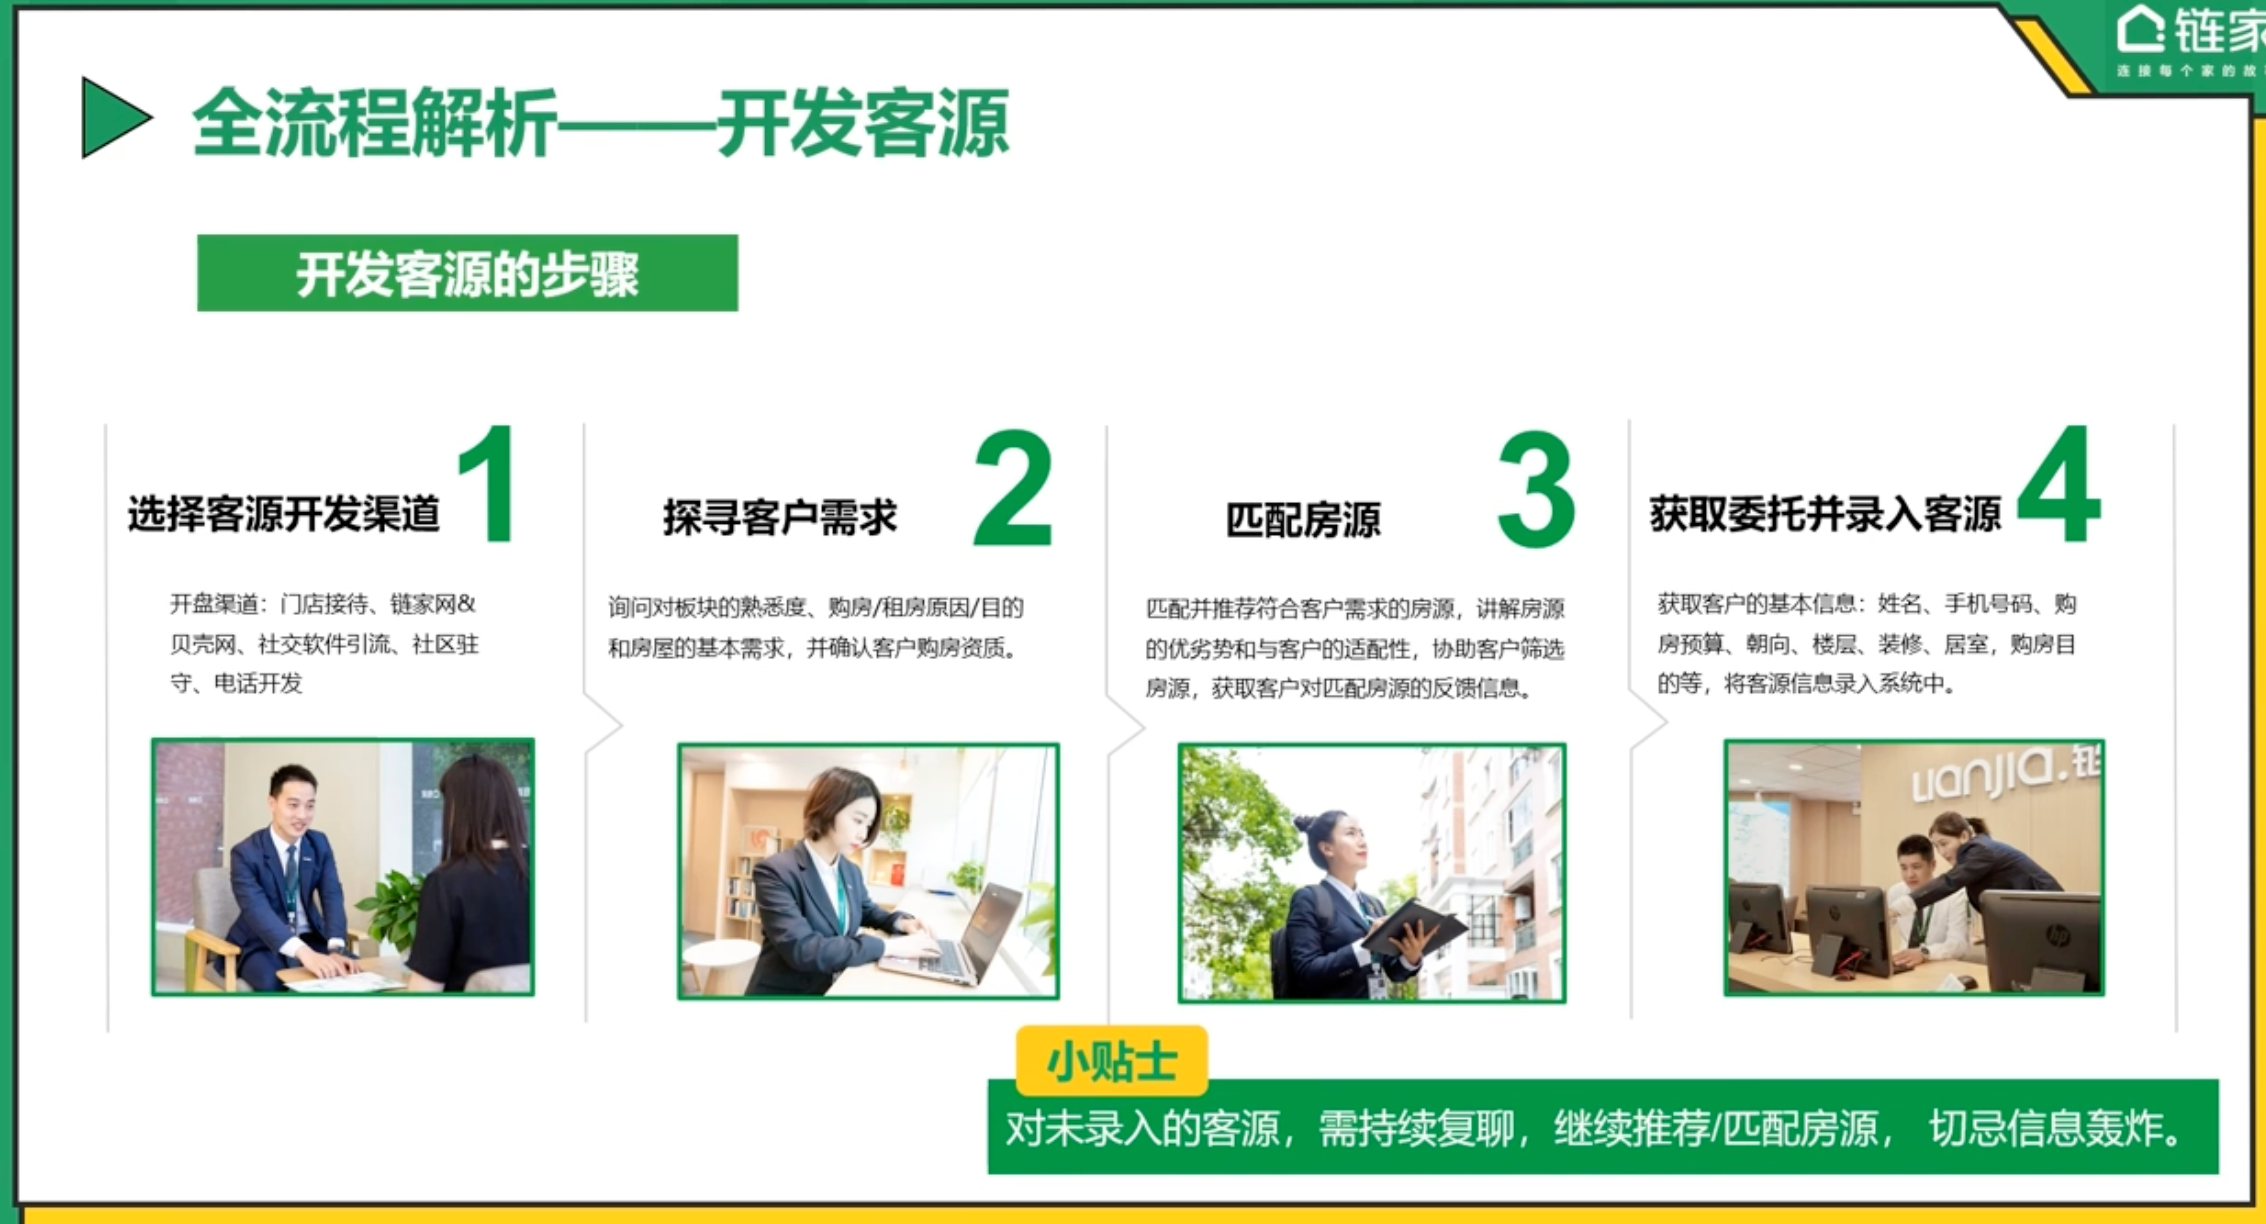 链家
连接每个家的故
全流程解析——开发客源
开发客源的步骤
选择客源开发渠道 1
开盘渠道：门店接待、链家网&
贝壳网、社交软件引流、社区驻
守、电话开发
探寻客户需求 2
询问对板块的熟悉度、购房/租房原因/目的
和房屋的基本需求，并确认客户购房资质。
匹配房源 3
匹配并推荐符合客户需求的房源，讲解房源
的优劣势和与客户的适配性，协助客户筛选
房源，获取客户对匹配房源的反馈信息。
获取委托并录入客源 4
获取客户的基本信息：姓名、手机号码、购
房预算、朝向、楼层、装修、居室，购房目
的等，将客源信息录入系统中。
LIANJIA.链
hp
小贴士
对未录入的客源，需持续复聊，继续推荐/匹配房源， 切忌信息轰炸。